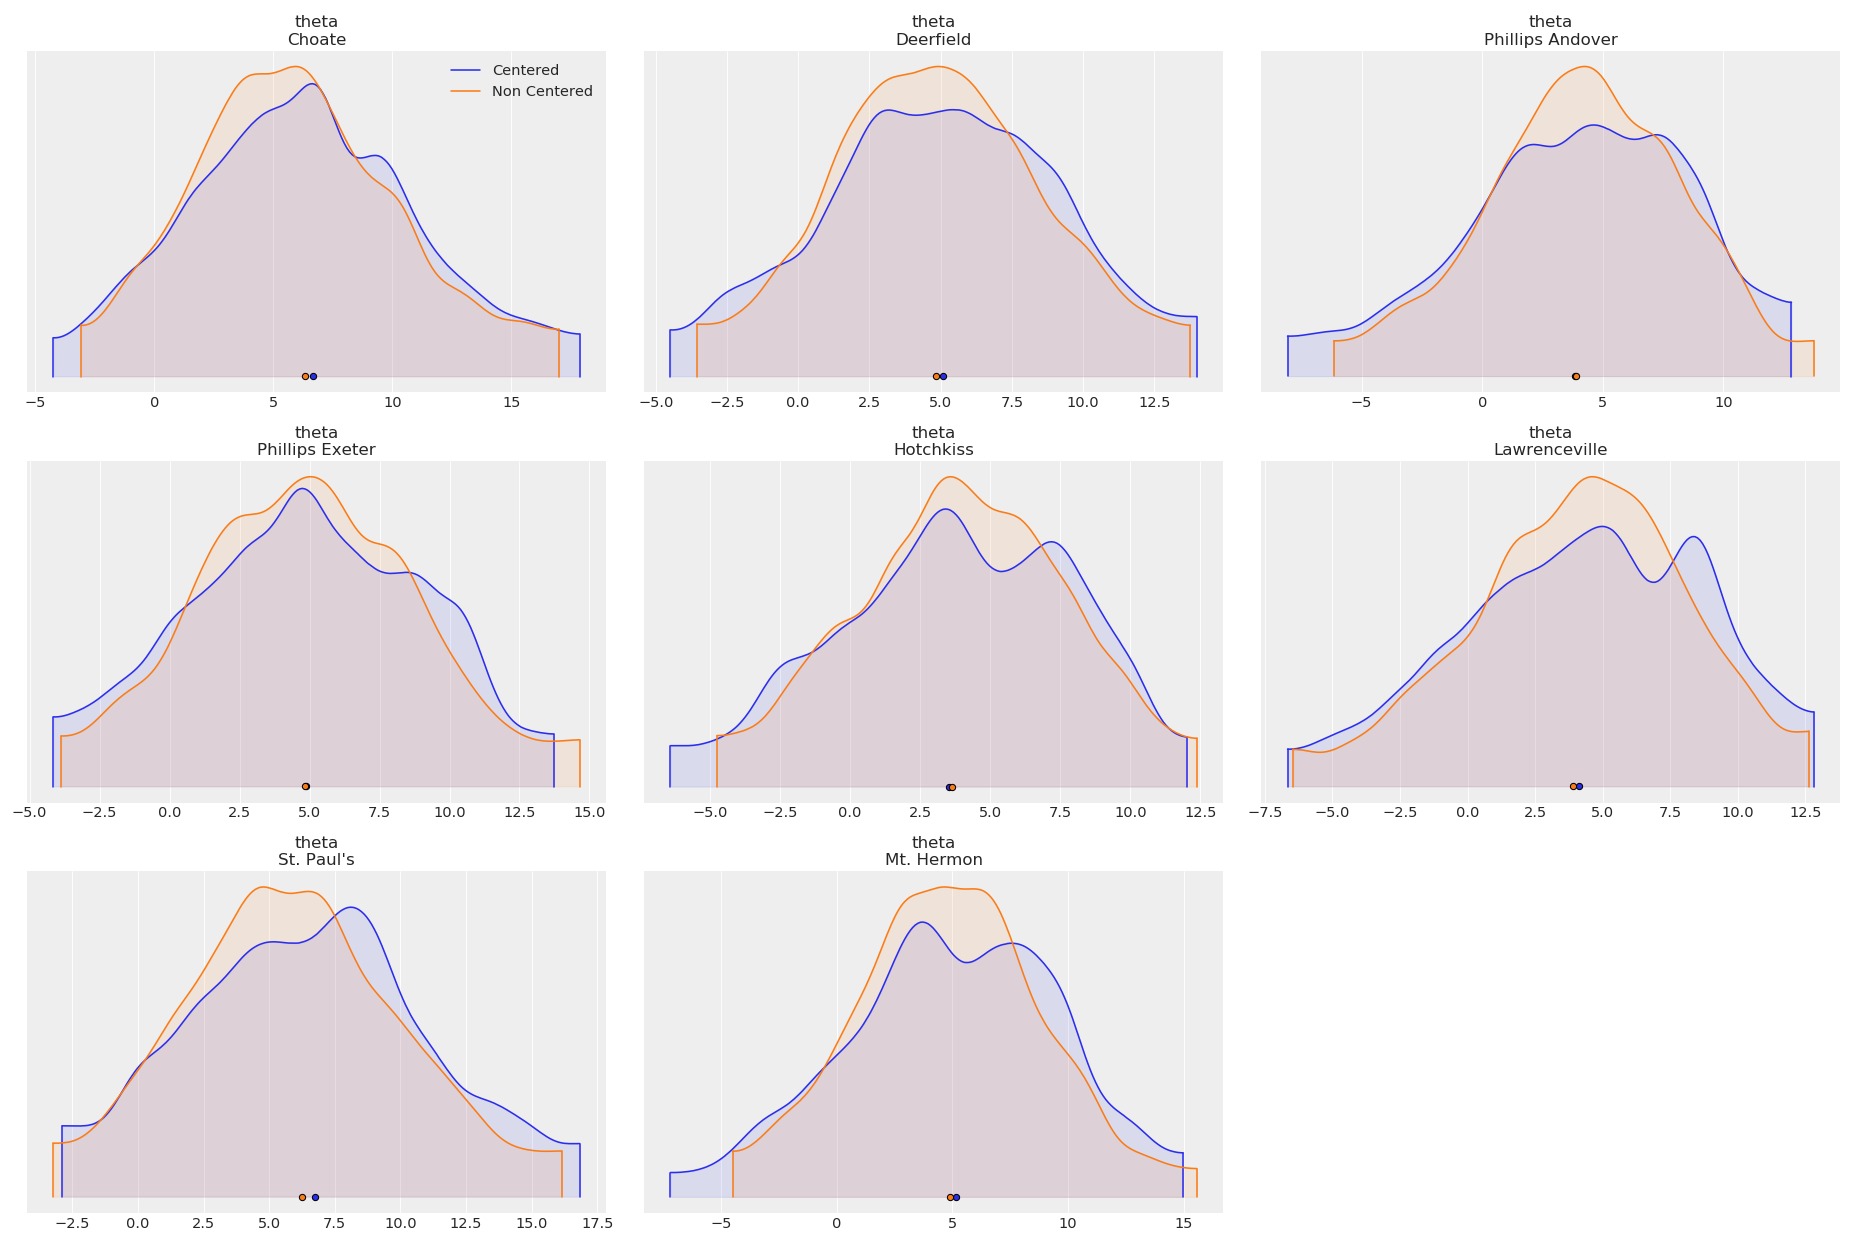 theta
Choate
Centered
Non Centered
−5 0 5 10 15
theta
Deerfield
−5.0 −2.5 0.0 2.5 5.0 7.5 10.0 12.5
theta
Phillips Andover
−5 0 5 10
theta
Phillips Exeter
−5.0 −2.5 0.0 2.5 5.0 7.5 10.0 12.5 15.0
theta
Hotchkiss
−5.0 −2.5 0.0 2.5 5.0 7.5 10.0 12.5
theta
Lawrenceville
−7.5 −5.0 −2.5 0.0 2.5 5.0 7.5 10.0 12.5
theta
St. Paul's
−2.5 0.0 2.5 5.0 7.5 10.0 12.5 15.0 17.5
theta
Mt. Hermon
−5 0 5 10 15